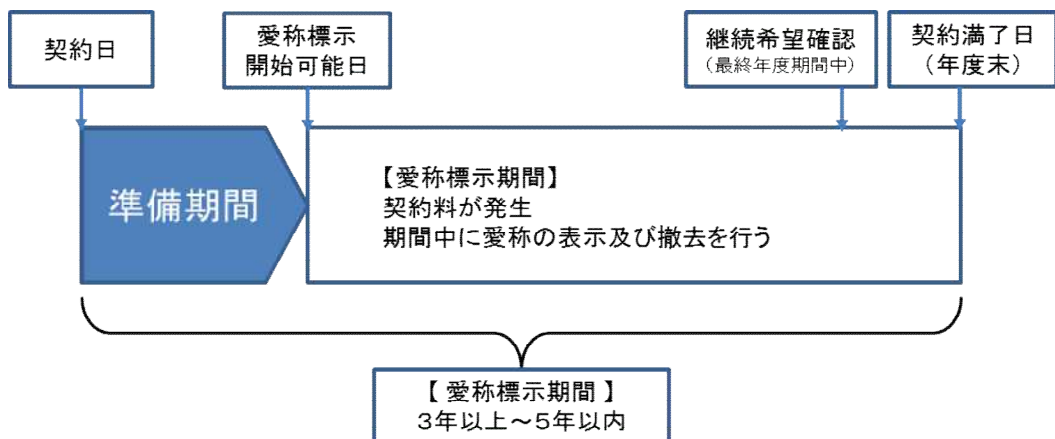 契約日
愛称標示
開始可能日
継続希望確認
（最終年度期間中）
契約満了日
（年度末）
準備期間
【愛称標示期間】
契約料が発生
期間中に愛称の表示及び撤去を行う
【 愛称標示期間 】
３年以上～５年以内